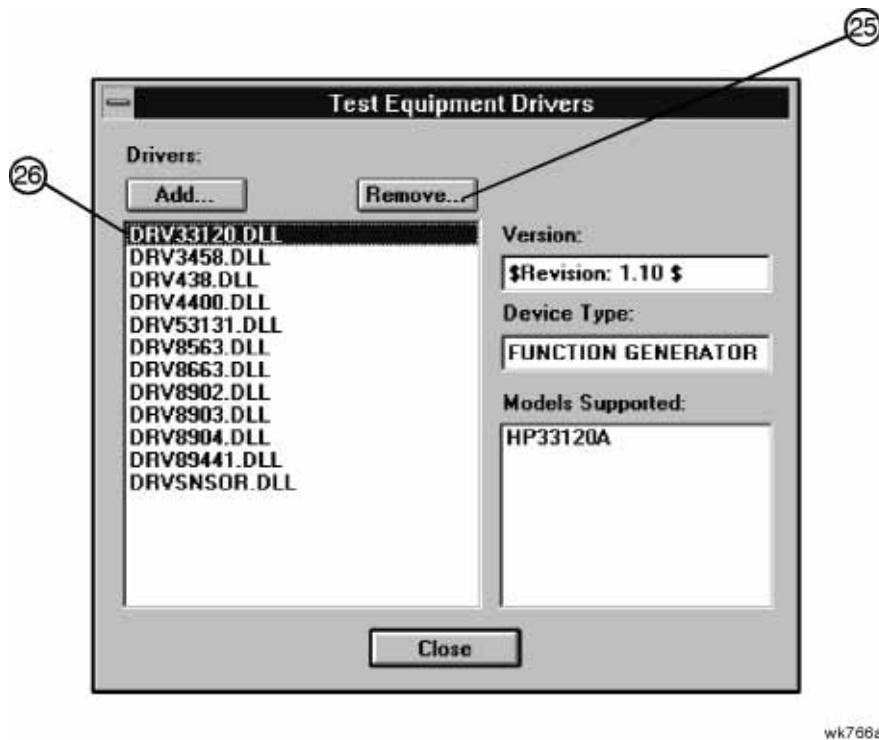 25
Test Equipment Drivers
Drivers:
26
Add...
Remove...
DRV33120.DLL
DRV3458.DLL
DRV438.DLL
DRV4400.DLL
DRV53131.DLL
DRV8563.DLL
DRV8663.DLL
DRV8902.DLL
DRV8903.DLL
DRV8904.DLL
DRV89441.DLL
DRVSNSOR.DLL
Version:
$Revision: 1.10 $
Device Type:
FUNCTION GENERATOR
Models Supported:
HP33120A
Close
wk766a